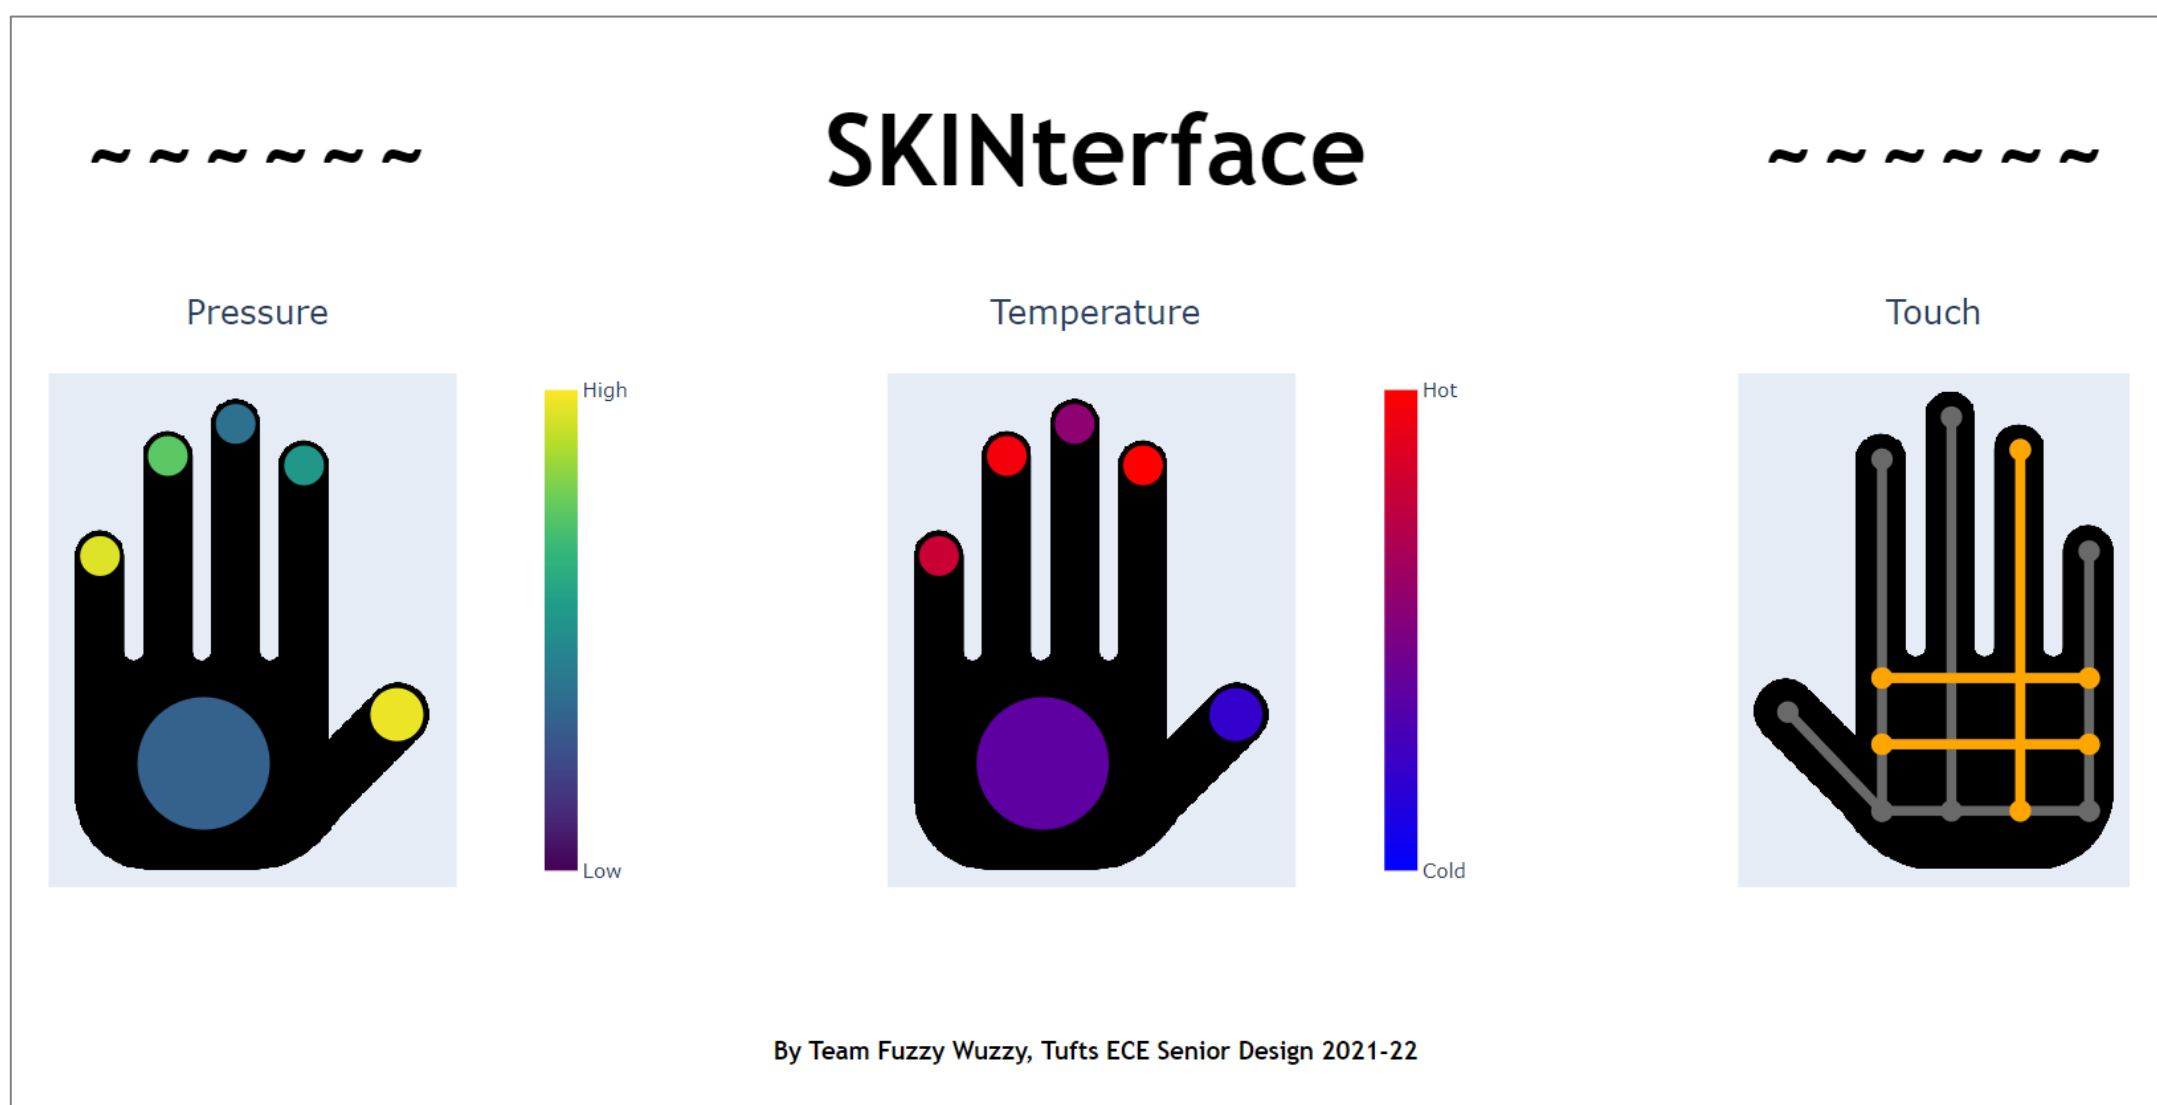 ~ ~ ~ ~ ~ ~ SKINterface ~ ~ ~ ~ ~ ~
Pressure
High
Low
Temperature
Hot
Cold
Touch
By Team Fuzzy Wuzzy, Tufts ECE Senior Design 2021-22